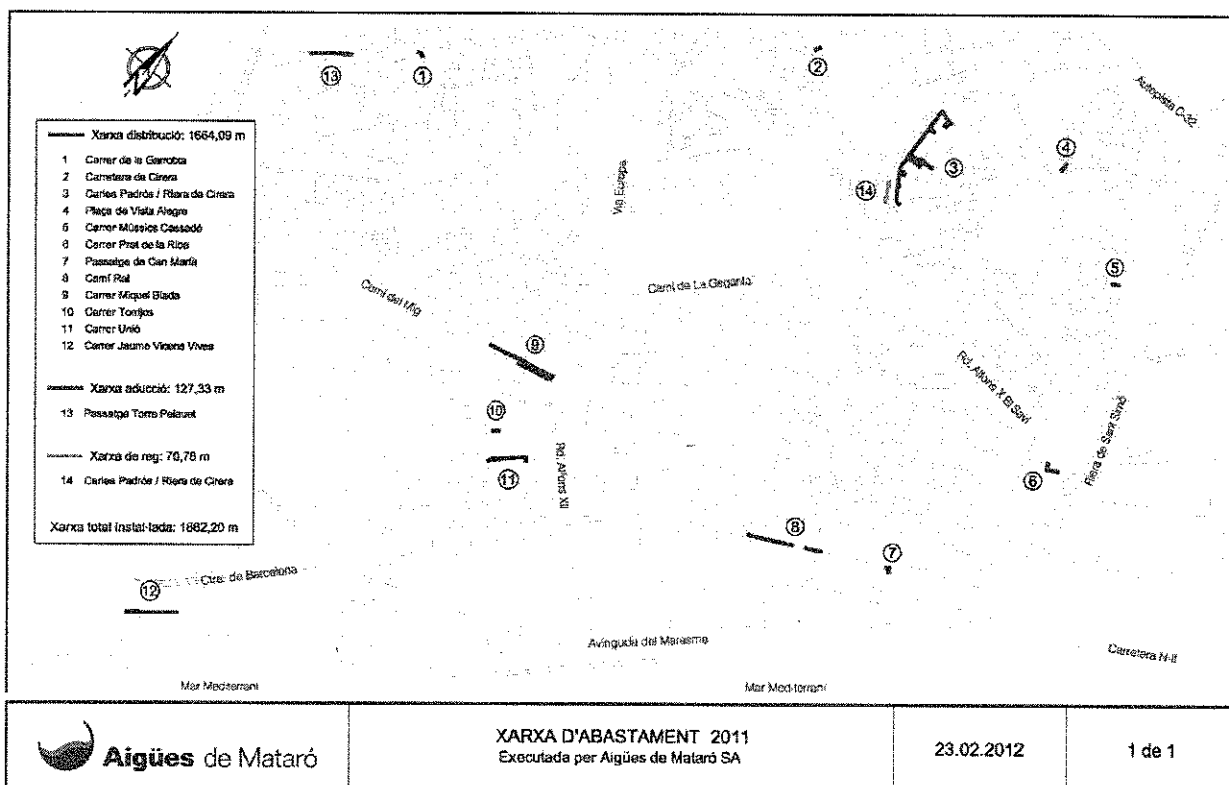 13
1
2
Autopista C-32
Xarxa distribució: 1664,09 m
1 Carrer de la Garrotxa
2 Carretera de Cirera
3 Carles Padrós / Riera de Cirera
4 Plaça de Vista Alegre
5 Carrer Músics Cassadó
6 Carrer Prat de la Riba
7 Passatge de Can Marfà
8 Camí Ral
9 Carrer Miquel Biada
10 Carrer Torrijos
11 Carrer Unió
12 Carrer Jaume Vicens Vives
Xarxa aducció: 127,33 m
13 Passatge Torre Palauet
Xarxa de reg: 70,78 m
14 Carles Padrós / Riera de Cirera
Xarxa total instal·lada: 1862,20 m
4
3
14
Via Europa
5
Camí de La Geganta
Camí del Mig
9
Rd. Alfons X El Savi
10
Riera de Sant Simó
Rd. Alfons XII
11
6
8
7
Ctra. de Barcelona
12
Avinguda del Maresme
Carretera N-II
Mar Mediterrani
Mar Mediterrani
Aigües de Mataró
XARXA D'ABASTAMENT 2011
Executada per Aigües de Mataró SA
23.02.2012
1 de 1